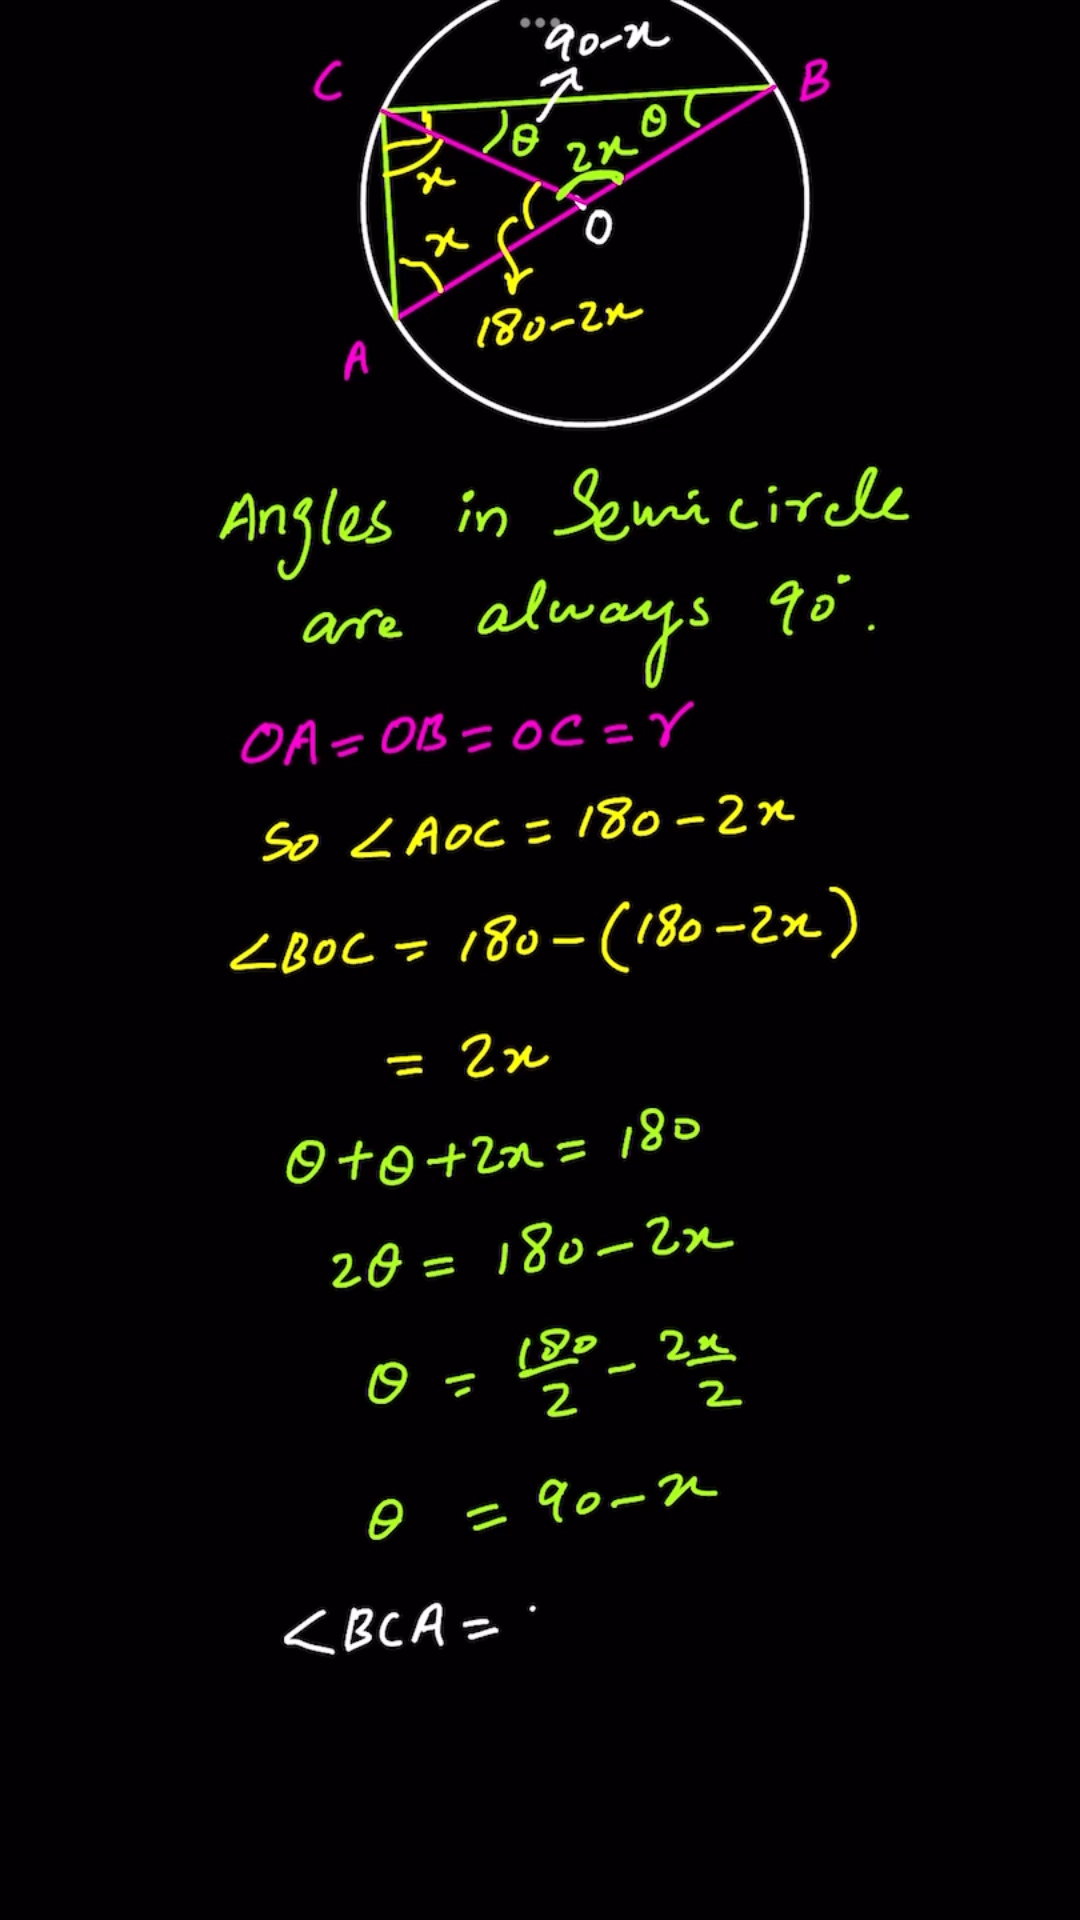 90-x
C
B
θ
θ
2x
x
O
x
180-2x
A
Angles in Semicircle
are always 90°.
OA = OB = OC = r
So ∠AOC = 180-2x
∠BOC = 180-(180-2x)
= 2x
θ+θ+2x = 180
2θ = 180-2x
θ = 180/2 - 2x/2
θ = 90-x
∠BCA =